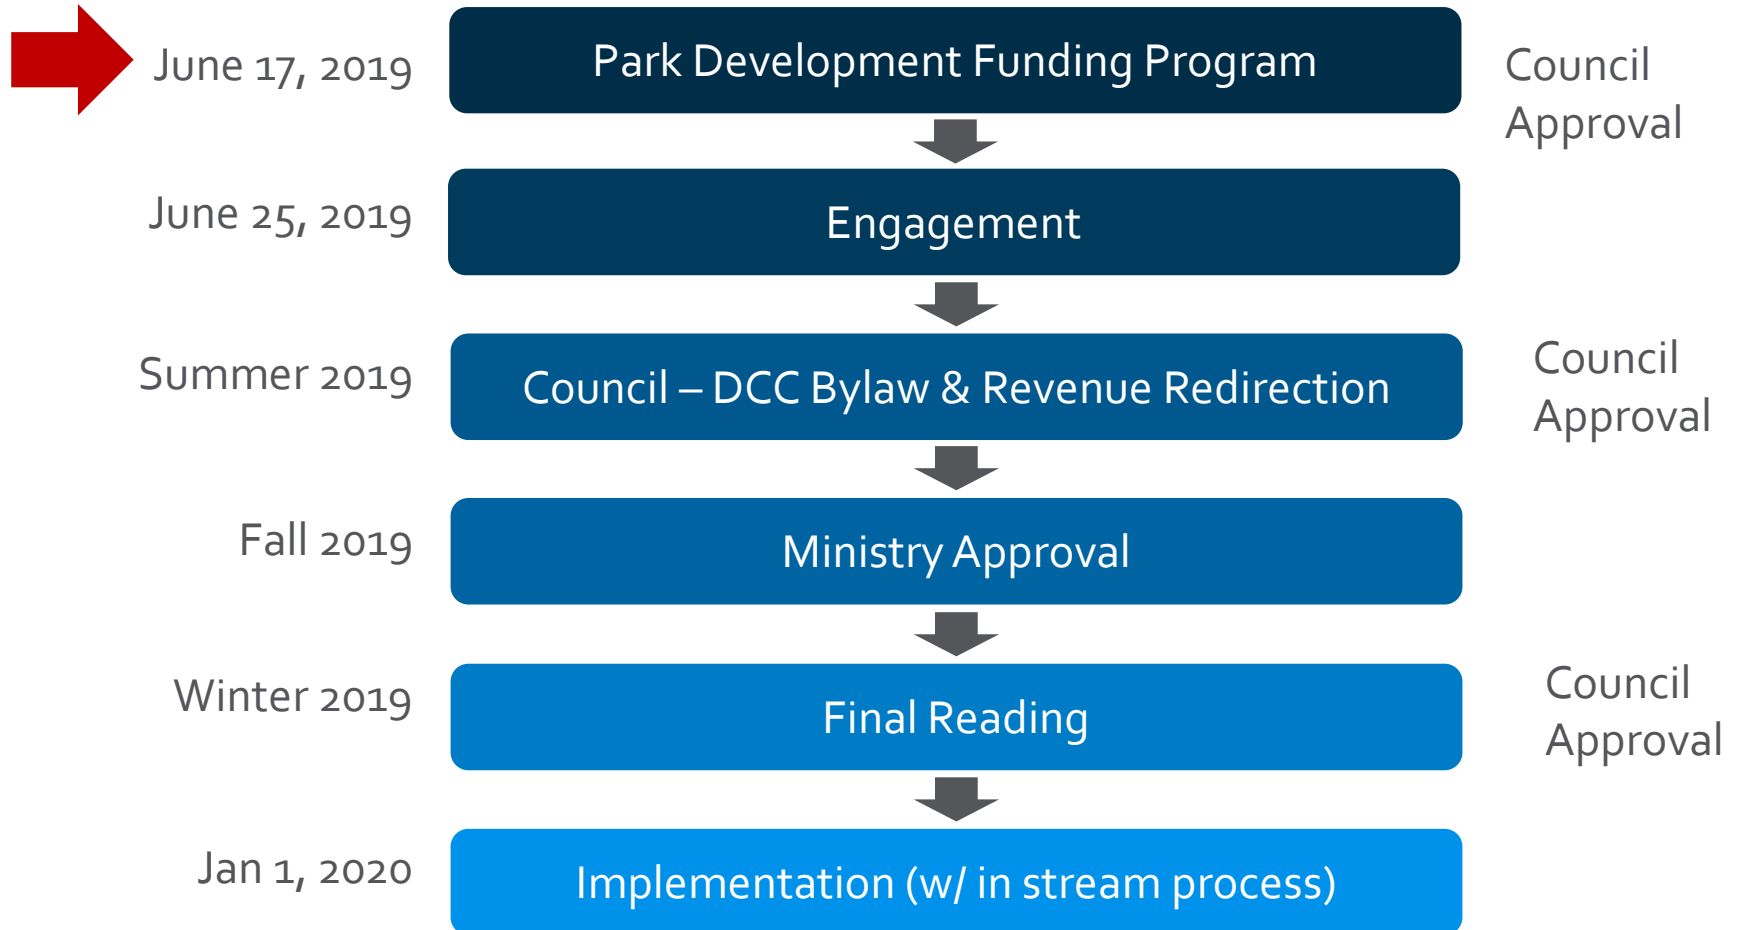 June 17, 2019
Park Development Funding Program
Council
Approval
June 25, 2019
Engagement
Summer 2019
Council – DCC Bylaw & Revenue Redirection
Council
Approval
Fall 2019
Ministry Approval
Winter 2019
Final Reading
Council
Approval
Jan 1, 2020
Implementation (w/ in stream process)